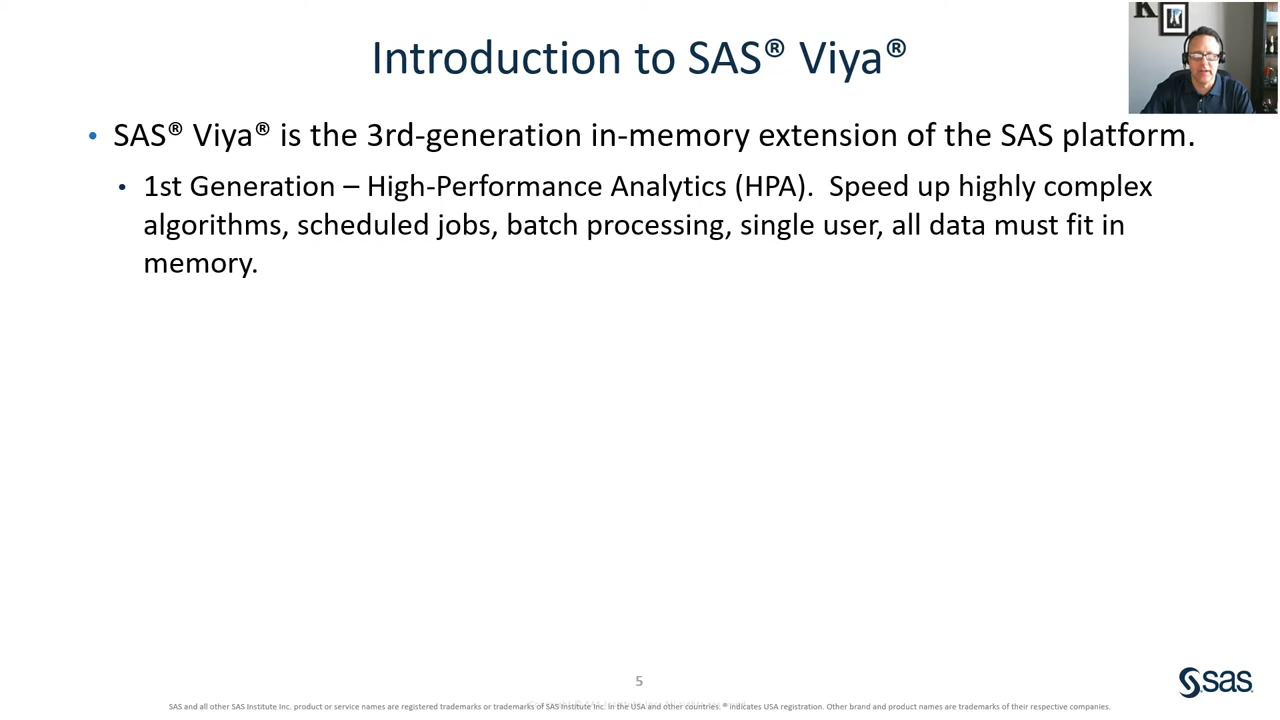 Introduction to SAS® Viya®
• SAS® Viya® is the 3rd-generation in-memory extension of the SAS platform.
• 1st Generation – High-Performance Analytics (HPA).  Speed up highly complex
algorithms, scheduled jobs, batch processing, single user, all data must fit in
memory.
5
sas
SAS and all other SAS Institute Inc. product or service names are registered trademarks or trademarks of SAS Institute Inc. in the USA and other countries. ® indicates USA registration. Other brand and product names are trademarks of their respective companies.